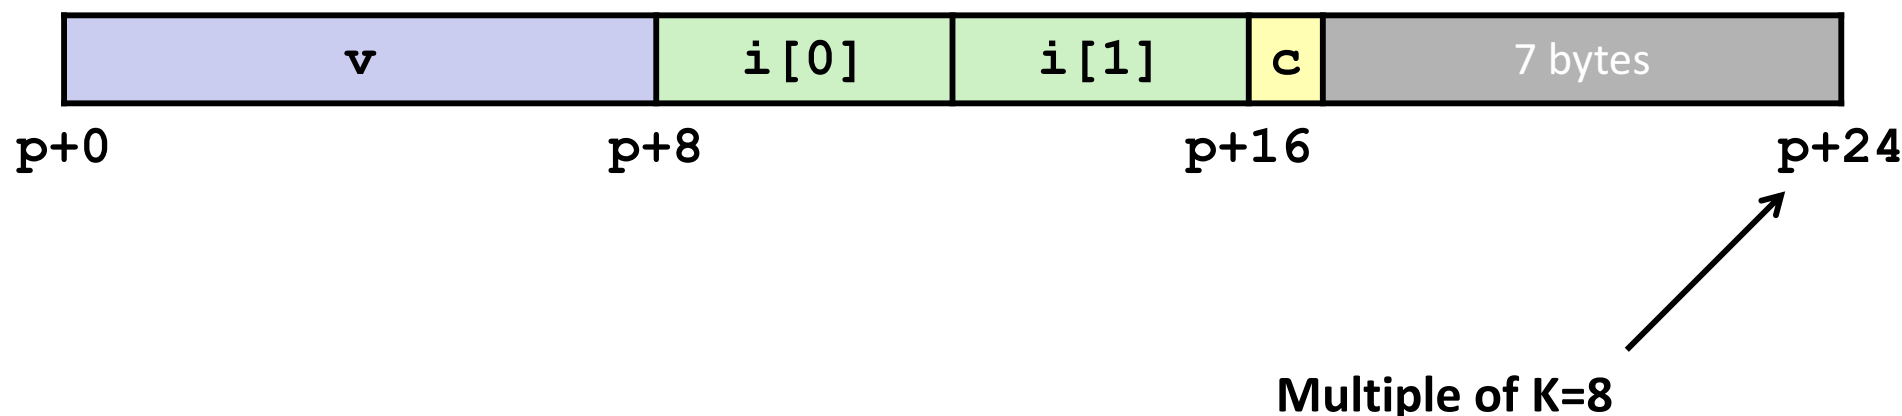 v i[0] i[1] c 7 bytes
p+0 p+8 p+16 p+24
Multiple of K=8